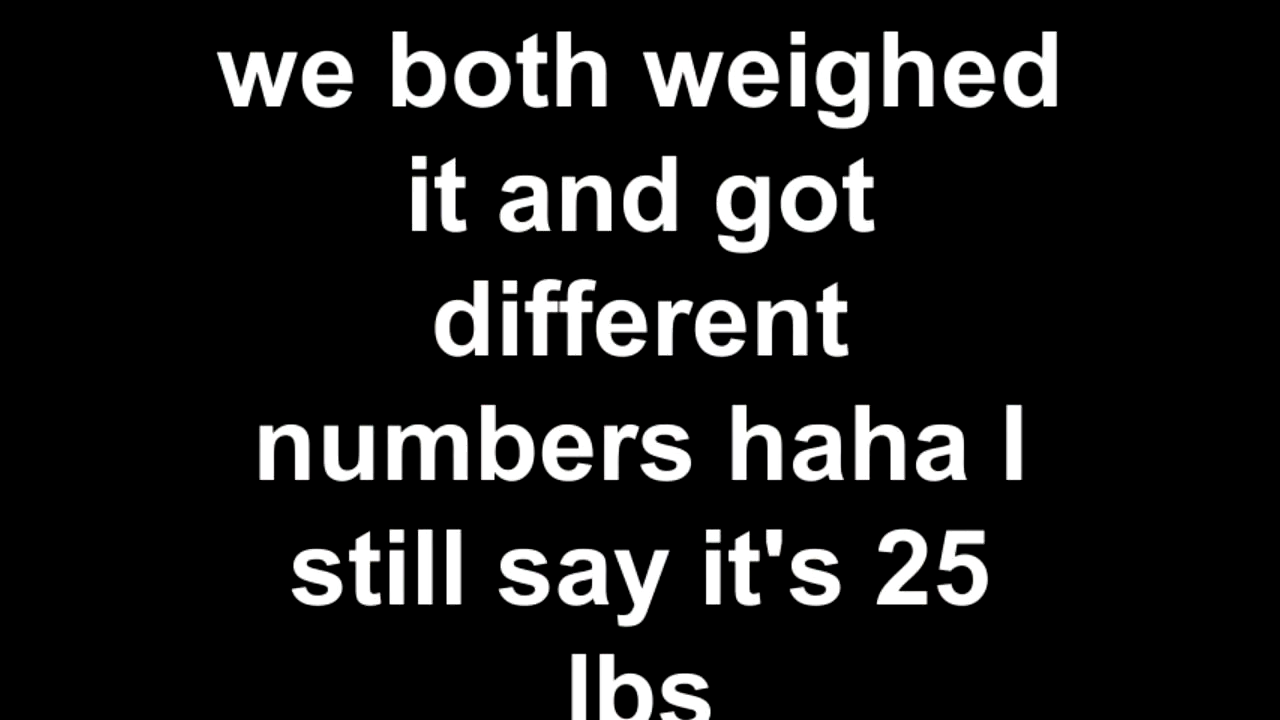 we both weighed
it and got
different
numbers haha I
still say it's 25
lbs